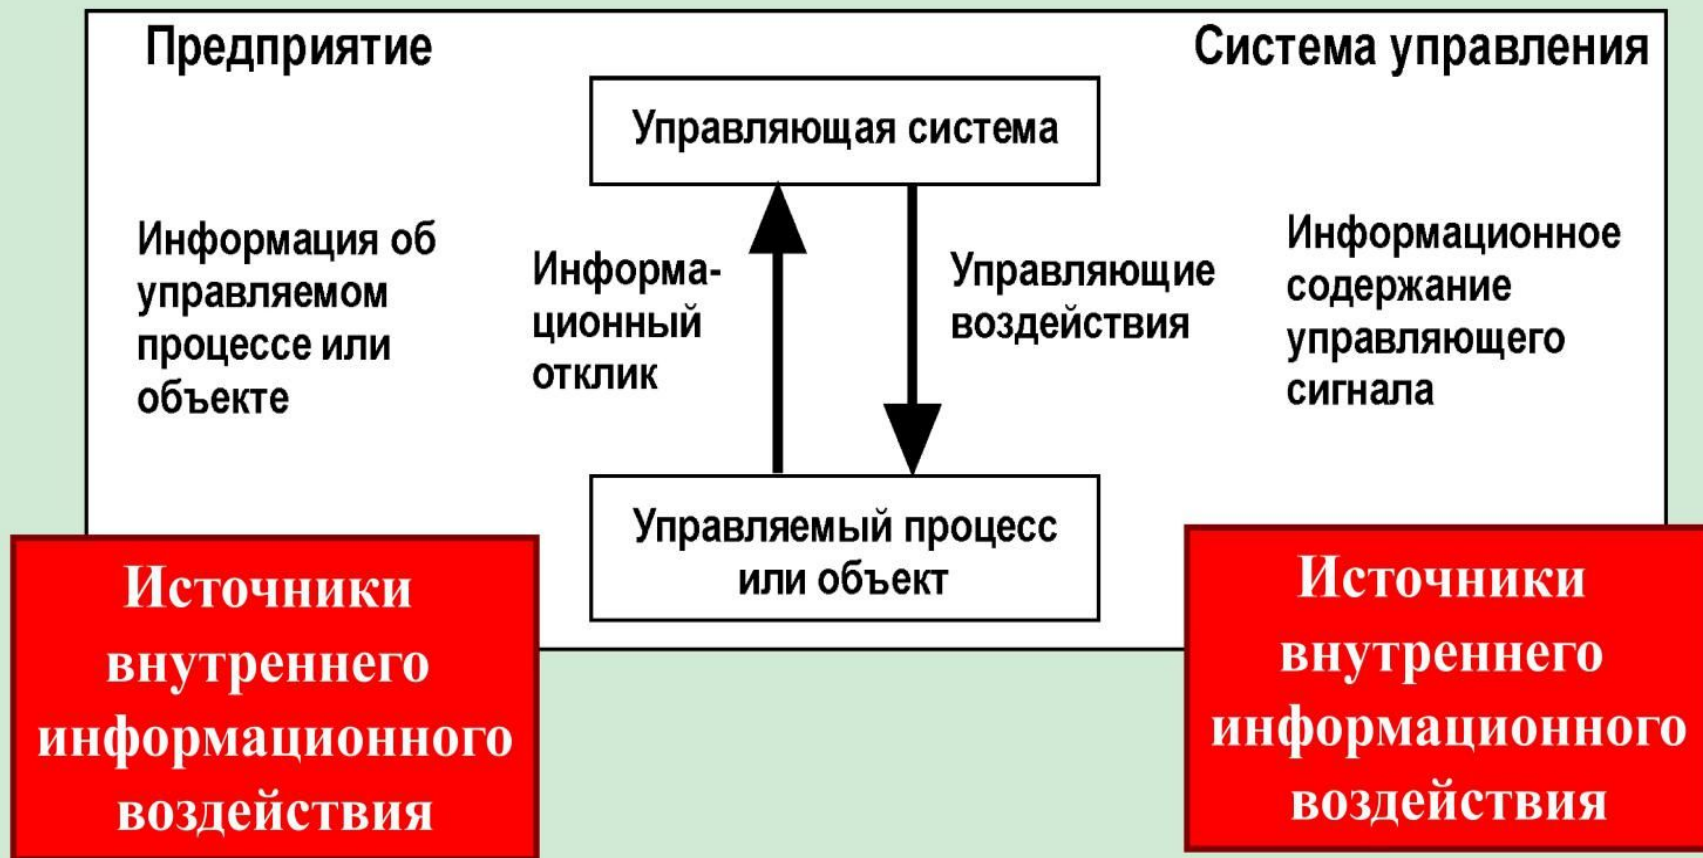 Предприятие
Система управления
Управляющая система
Информация об
управляемом
процессе или
объекте
Информа-
ционный
отклик
Управляющие
воздействия
Информационное
содержание
управляющего
сигнала
Управляемый процесс
или объект
Источники
внутреннего
информационного
воздействия
Источники
внутреннего
информационного
воздействия